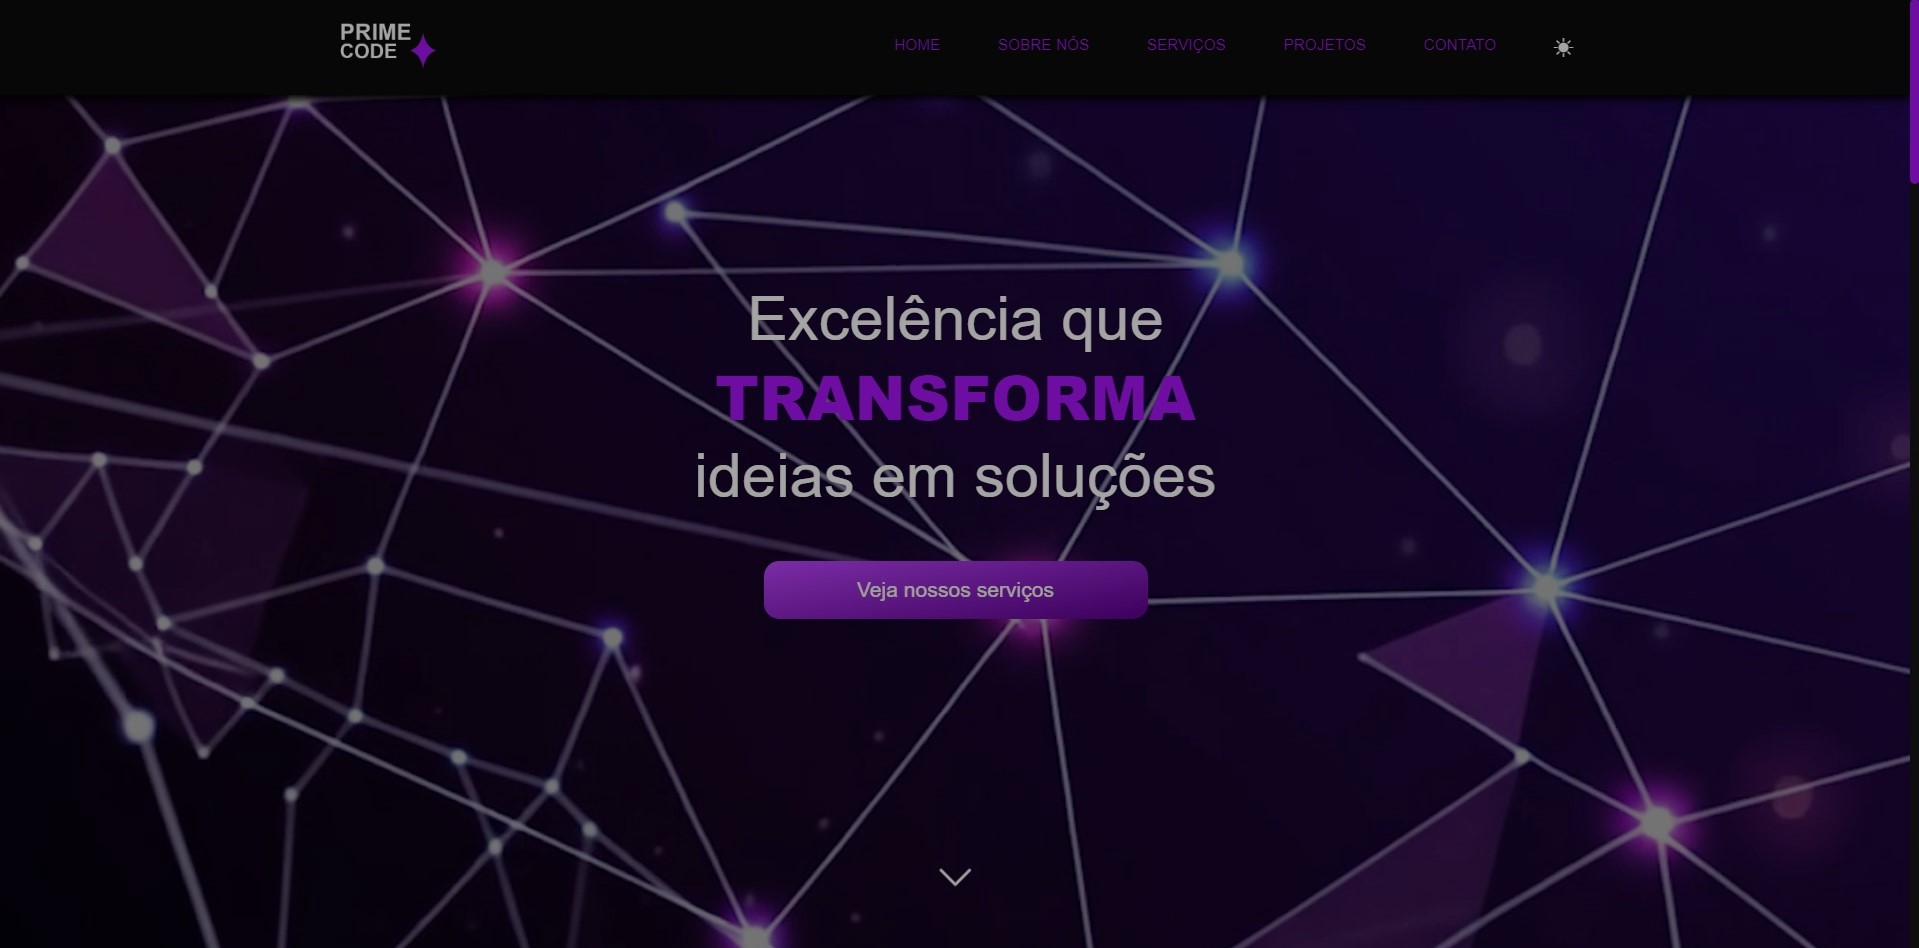 PRIME
CODE
HOME SOBRE NÓS SERVIÇOS PROJETOS CONTATO
Excelência que
TRANSFORMA
ideias em soluções
Veja nossos serviços